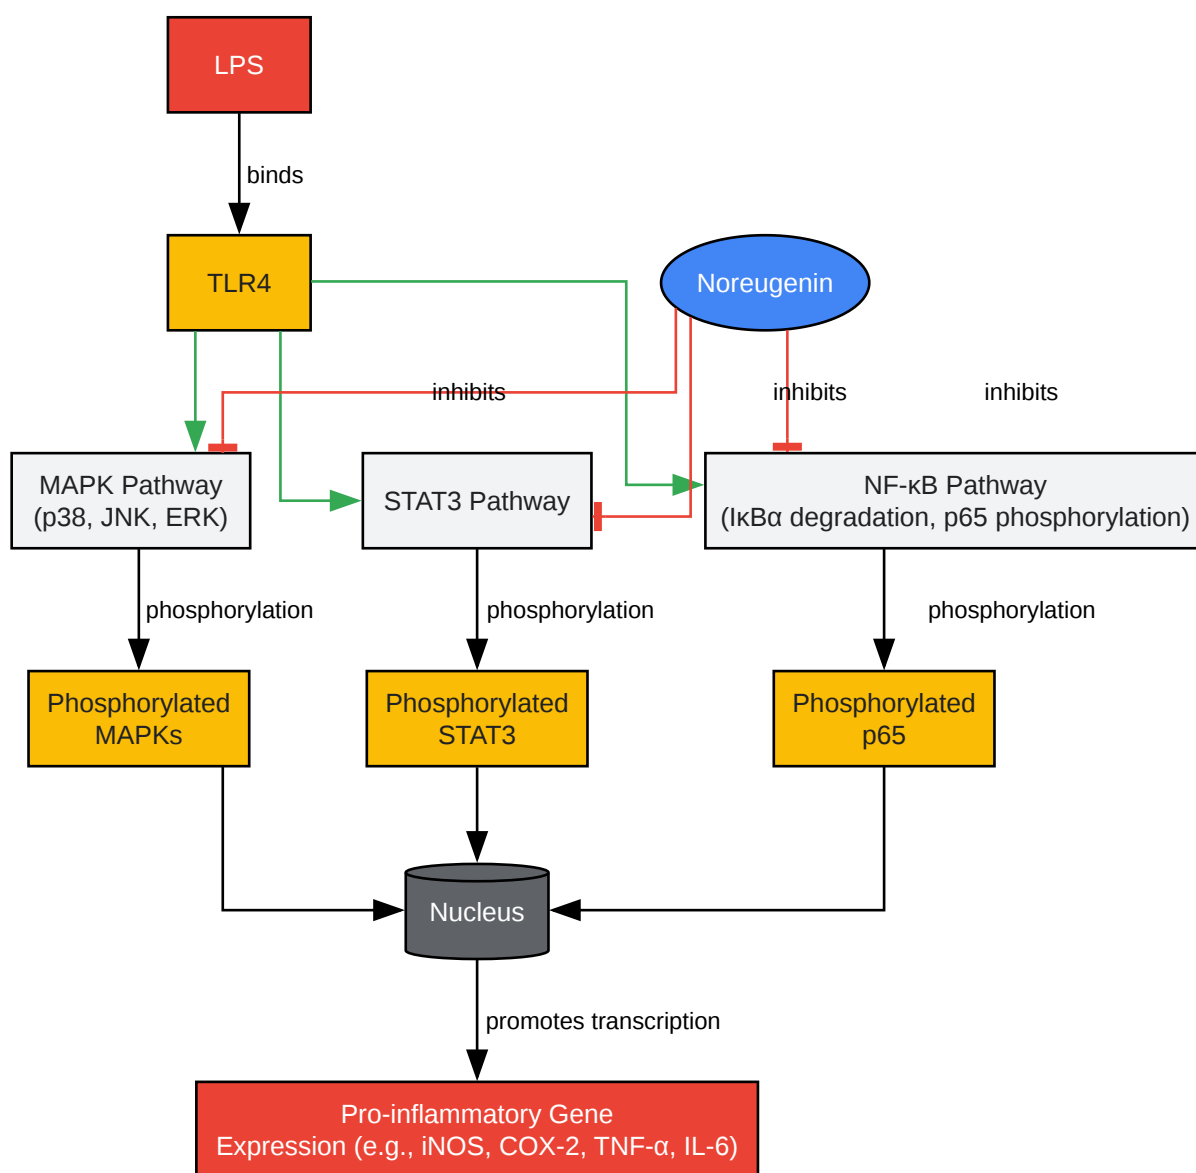 LPS
binds
TLR4
Noreugenin
inhibits
inhibits
inhibits
MAPK Pathway
(p38, JNK, ERK)
STAT3 Pathway
NF-κB Pathway
(IκBα degradation, p65 phosphorylation)
phosphorylation
phosphorylation
phosphorylation
Phosphorylated
MAPKs
Phosphorylated
STAT3
Phosphorylated
p65
Nucleus
promotes transcription
Pro-inflammatory Gene
Expression (e.g., iNOS, COX-2, TNF-α, IL-6)